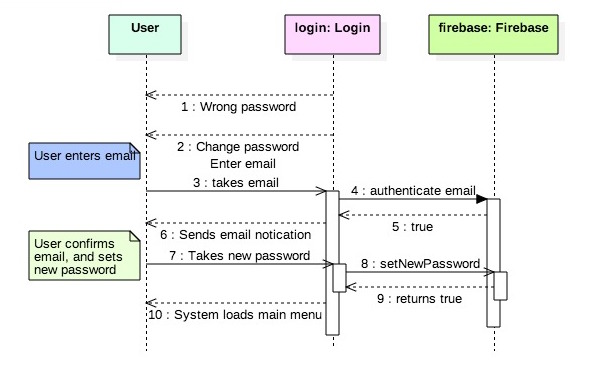 User
login: Login
firebase: Firebase
1 : Wrong password
2 : Change password
Enter email
User enters email
3 : takes email
4 : authenticate email
5 : true
6 : Sends email notication
User confirms
email, and sets
new password
7 : Takes new password
8 : setNewPassword
9 : returns true
10 : System loads main menu